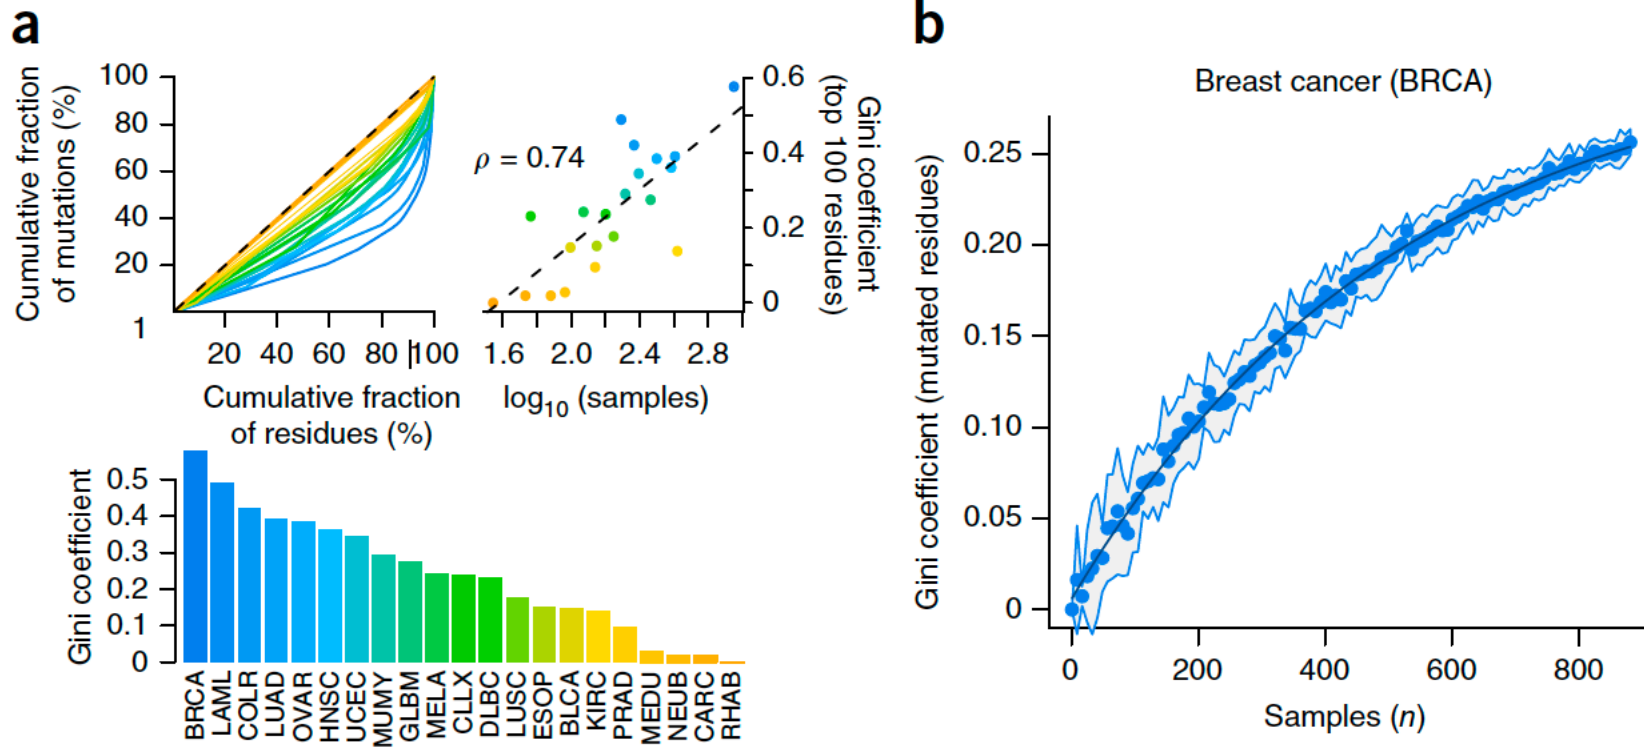 a
Cumulative fraction
of mutations (%)
100
80
60
40
20
1
20 40 60 80 100
Cumulative fraction
of residues (%)
ρ = 0.74
0.6
0.4
0.2
0
Gini coefficient
(top 100 residues)
1.6 2.0 2.4 2.8
log10 (samples)
Gini coefficient
0.5
0.4
0.3
0.2
0.1
0
BRCA
LAML
COLR
LUAD
OVAR
HNSC
UCEC
MUMY
GLBM
MELA
CLLX
DLBC
LUSC
ESOP
BLCA
KIRC
PRAD
MEDU
NEUB
CARC
RHAB
b
Breast cancer (BRCA)
Gini coefficient (mutated residues)
0.25
0.20
0.15
0.10
0.05
0
0 200 400 600 800
Samples (n)